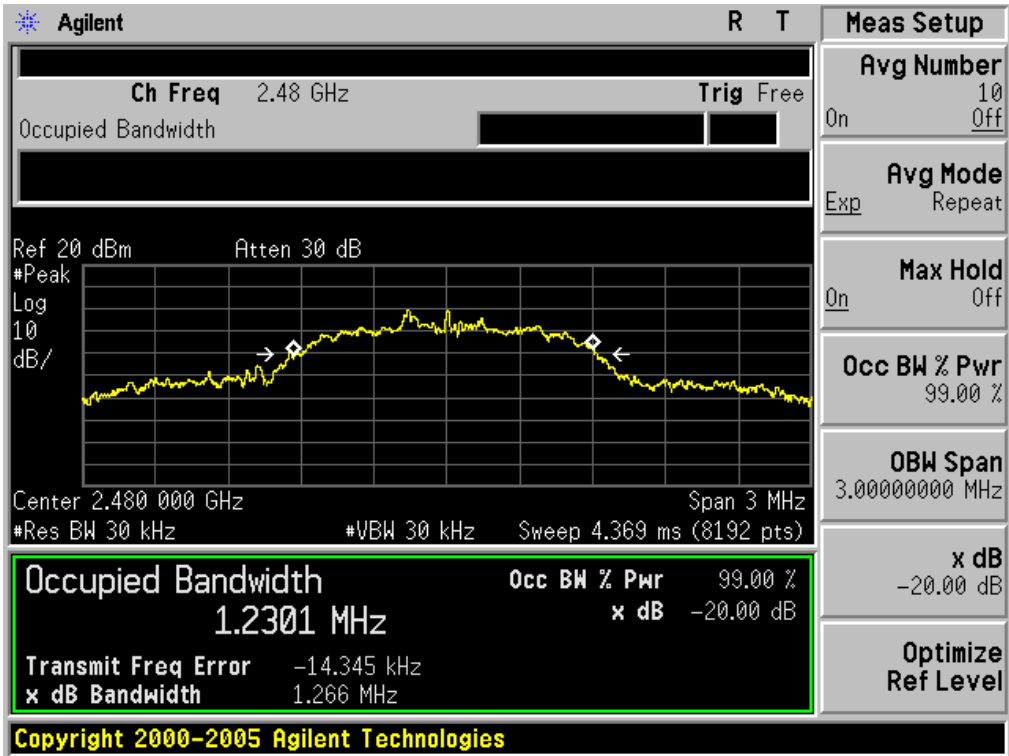 Agilent R T
Meas Setup
Ch Freq 2.48 GHz Trig Free
Occupied Bandwidth
Ref 20 dBm Atten 30 dB
#Peak
Log
10
dB/
Center 2.480 000 GHz Span 3 MHz
#Res BW 30 kHz #VBW 30 kHz Sweep 4.369 ms (8192 pts)
Occupied Bandwidth
1.2301 MHz
Occ BW % Pwr 99.00 %
x dB -20.00 dB
Transmit Freq Error -14.345 kHz
x dB Bandwidth 1.266 MHz
Avg Number
10
On Off
Avg Mode
Exp Repeat
Max Hold
On Off
Occ BW % Pwr
99.00 %
OBW Span
3.00000000 MHz
x dB
-20.00 dB
Optimize
Ref Level
Copyright 2000-2005 Agilent Technologies